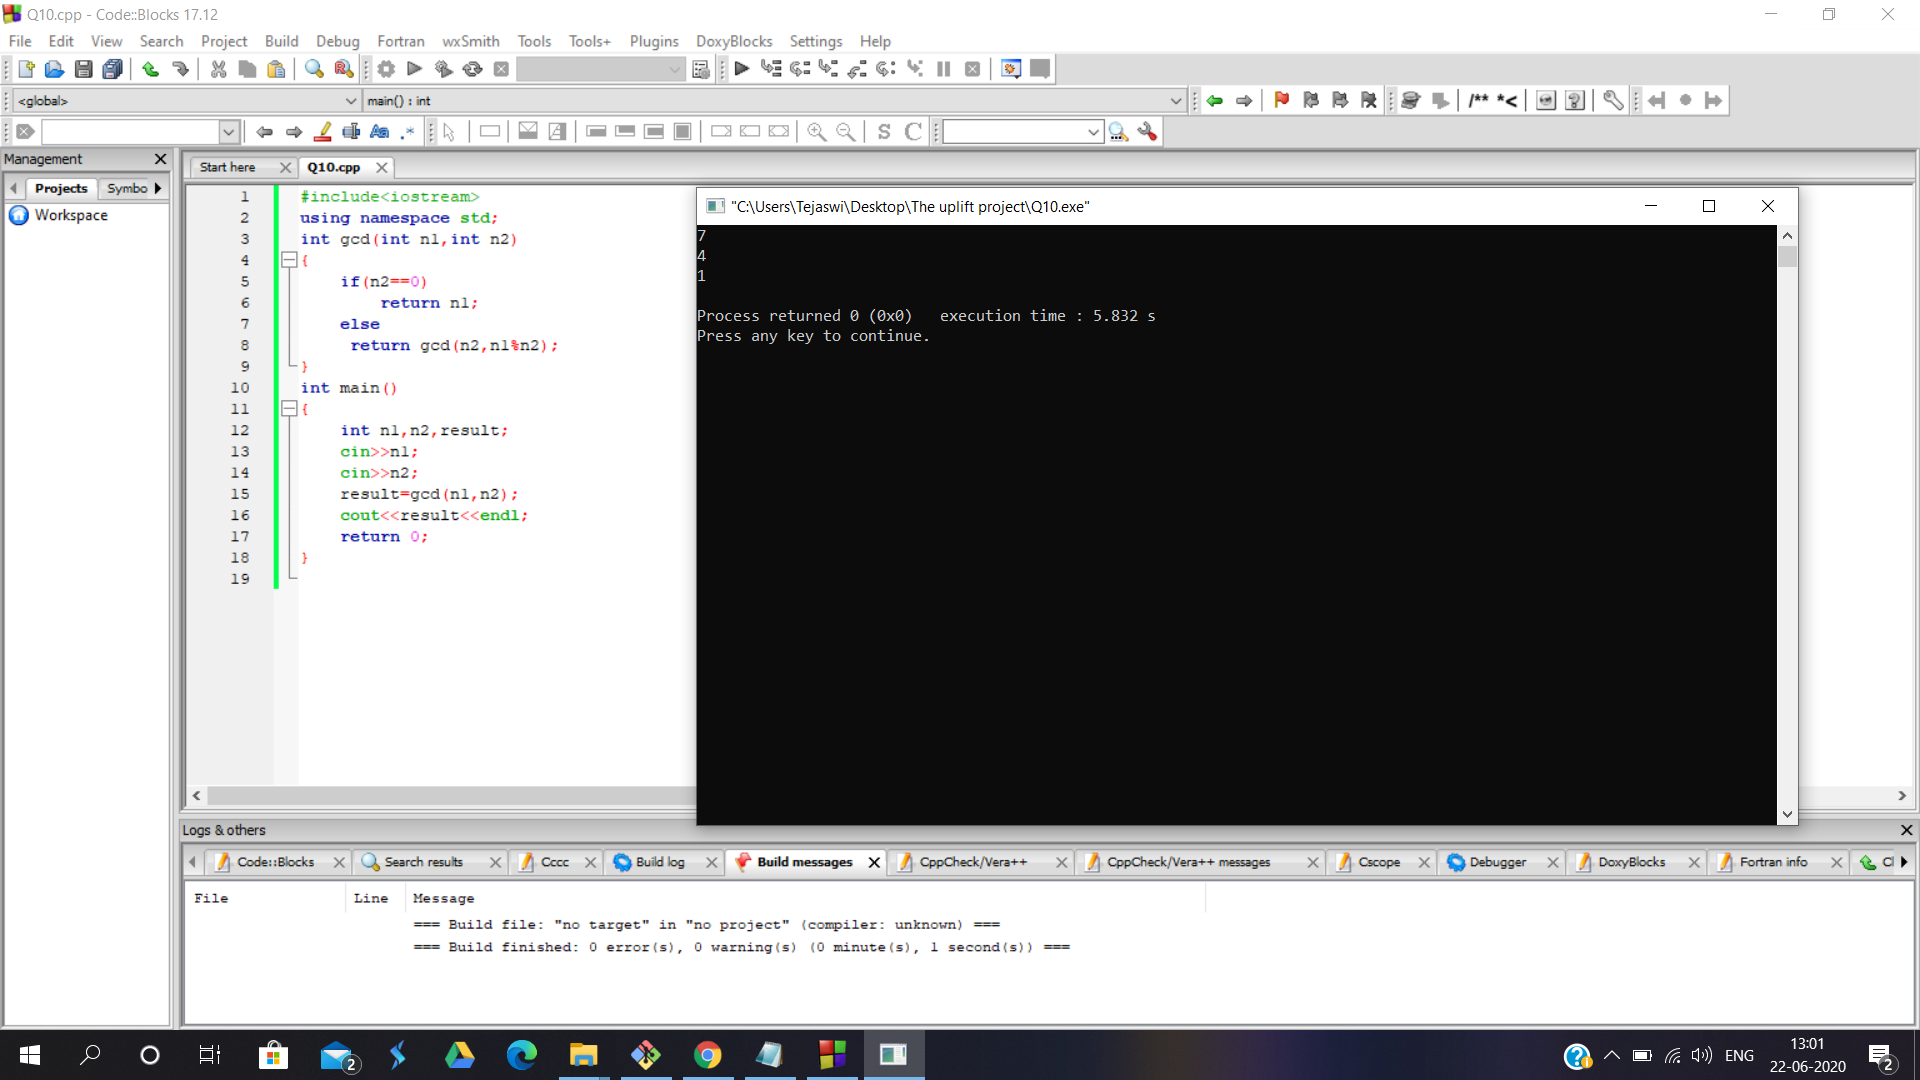 Q10.cpp - Code::Blocks 17.12
File Edit View Search Project Build Debug Fortran wxSmith Tools Tools+ Plugins DoxyBlocks Settings Help
<global> main() : int
/** *<
Aa .* S C
Management
Projects Symbo
Workspace
Start here Q10.cpp
1 #include<iostream>
2 using namespace std;
3 int gcd(int n1,int n2)
4 {
5 if(n2==0)
6 return n1;
7 else
8 return gcd(n2,n1%n2);
9 }
10 int main()
11 {
12 int n1,n2,result;
13 cin>>n1;
14 cin>>n2;
15 result=gcd(n1,n2);
16 cout<<result<<endl;
17 return 0;
18 }
19
"C:\Users\Tejaswi\Desktop\The uplift project\Q10.exe"
7
4
1
Process returned 0 (0x0)   execution time : 5.832 s
Press any key to continue.
Logs & others
Code::Blocks Search results Cccc Build log Build messages CppCheck/Vera++ CppCheck/Vera++ messages Cscope Debugger DoxyBlocks Fortran info Cl
File Line Message
=== Build file: "no target" in "no project" (compiler: unknown) ===
=== Build finished: 0 error(s), 0 warning(s) (0 minute(s), 1 second(s)) ===
2
ENG
13:01
22-06-2020
2